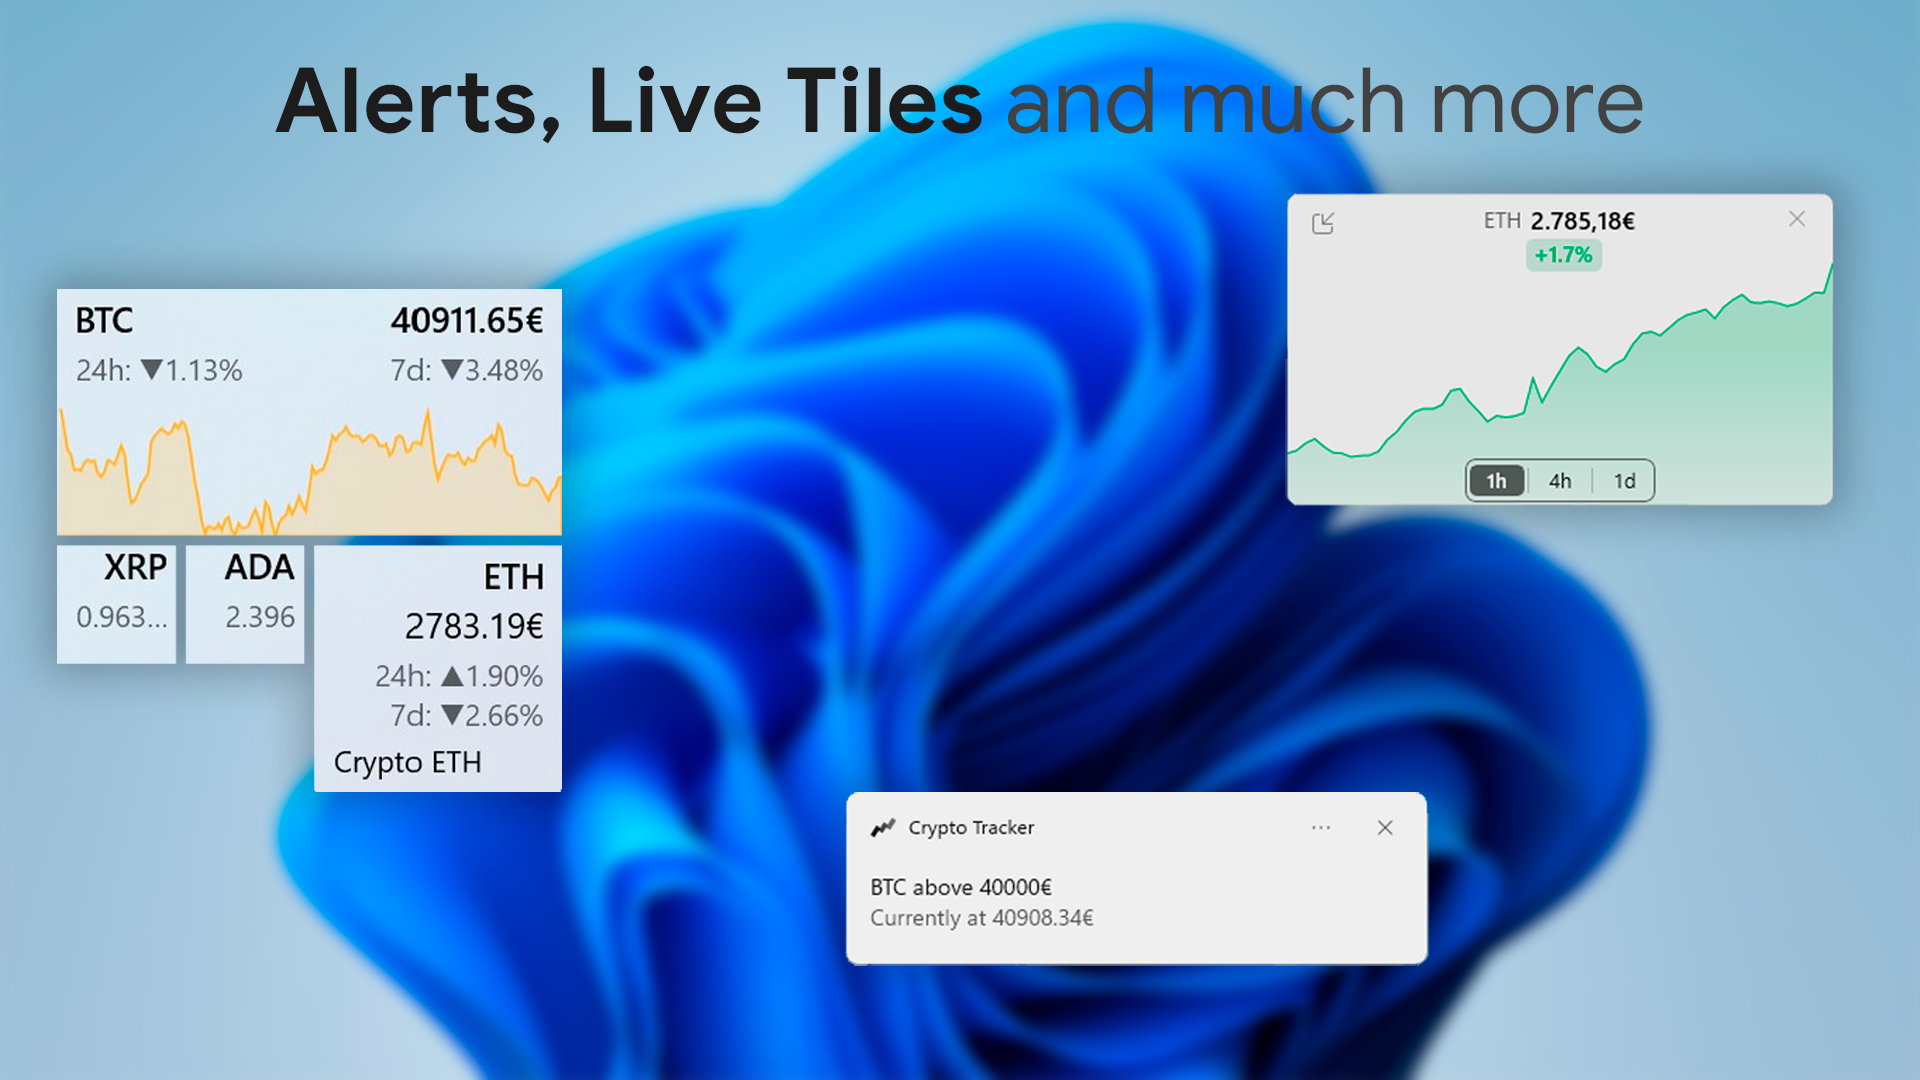 Alerts, Live Tiles and much more
BTC 40911.65€
24h: ▼1.13% 7d: ▼3.48%
XRP
0.963...
ADA
2.396
ETH
2783.19€
24h: ▲1.90%
7d: ▼2.66%
Crypto ETH
ETH 2.785,18€
+1.7%
1h 4h 1d
Crypto Tracker
BTC above 40000€
Currently at 40908.34€